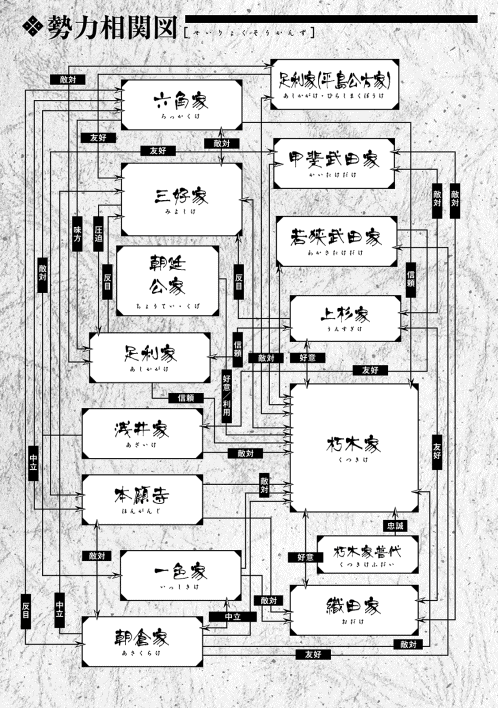 ❖勢力相関図[せいりょくそうかんず]
敵対
足利家(平島公方家)
あしかがけ・ひらしまくぼうけ
六角家
ろっかくけ
友好
友好
敵対
甲斐武田家
かいたけだけ
三好家
みよしけ
敵対
敵対
味方
圧迫
若狭武田家
わかさたけだけ
朝廷
公家
ちょうてい・くげ
敵対
反目
反目
信頼
上杉家
うえすぎけ
足利家
あしかがけ
信頼
敵対
好意
友好
好意／利用
信頼
浅井家
あざいけ
朽木家
くつきけ
友好
敵対
中立
本願寺
ほんがんじ
敵対
忠誠
敵対
好意
朽木家譜代
くつきけふだい
一色家
いっしきけ
反目
中立
敵対
織田家
おだけ
中立
朝倉家
あさくらけ
敵対
友好